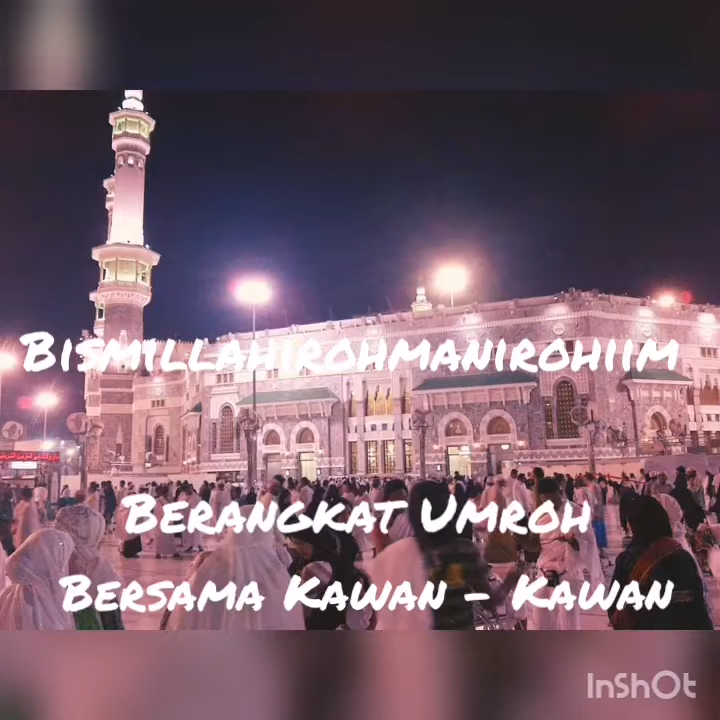 Bismillahirohmanirohiim
Berangkat Umroh
Bersama Kawan - Kawan
InShOt